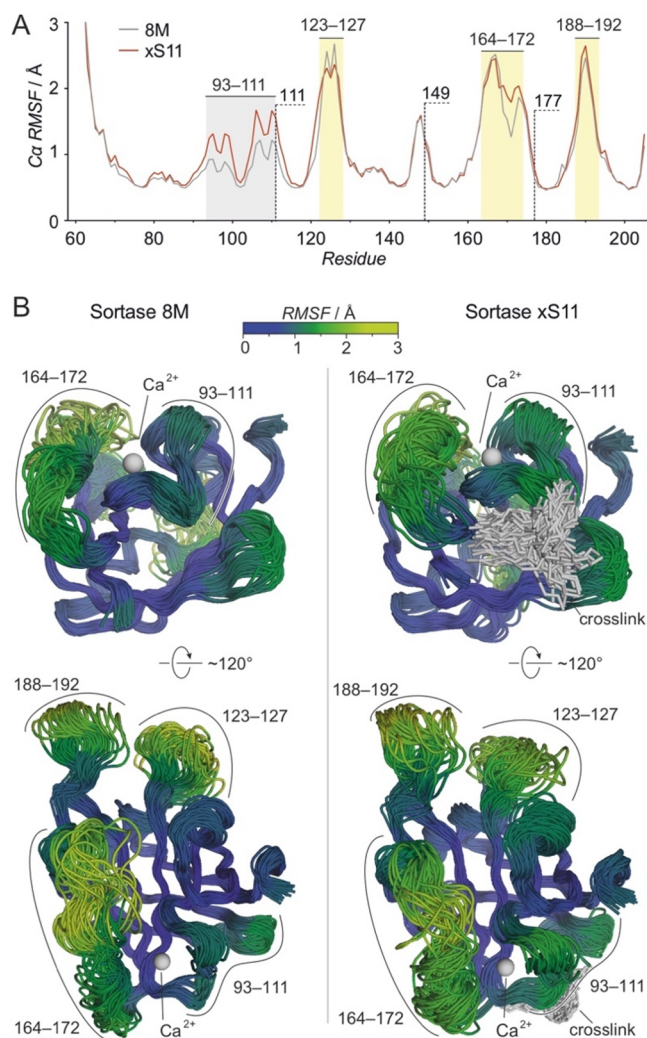 A
8M
xS11
123–127
164–172
188–192
93–111
111
149
177
3
2
1
0
Cα RMSF / Å
60 80 100 120 140 160 180 200
Residue
B
Sortase 8M
RMSF / Å
Sortase xS11
0 1 2 3
164–172
Ca2+
93–111
164–172
Ca2+
93–111
crosslink
~120°
~120°
188–192
123–127
188–192
123–127
93–111
164–172
Ca2+
93–111
164–172
Ca2+
crosslink